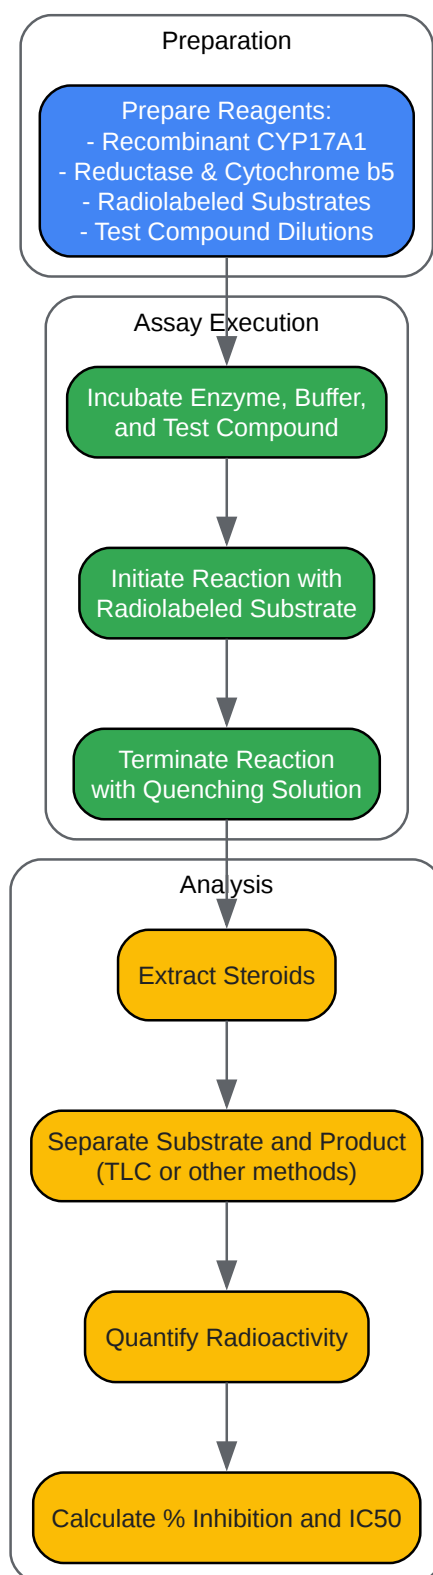 Preparation
Prepare Reagents:
- Recombinant CYP17A1
- Reductase & Cytochrome b5
- Radiolabeled Substrates
- Test Compound Dilutions
Assay Execution
Incubate Enzyme, Buffer,
and Test Compound
Initiate Reaction with
Radiolabeled Substrate
Terminate Reaction
with Quenching Solution
Analysis
Extract Steroids
Separate Substrate and Product
(TLC or other methods)
Quantify Radioactivity
Calculate % Inhibition and IC50